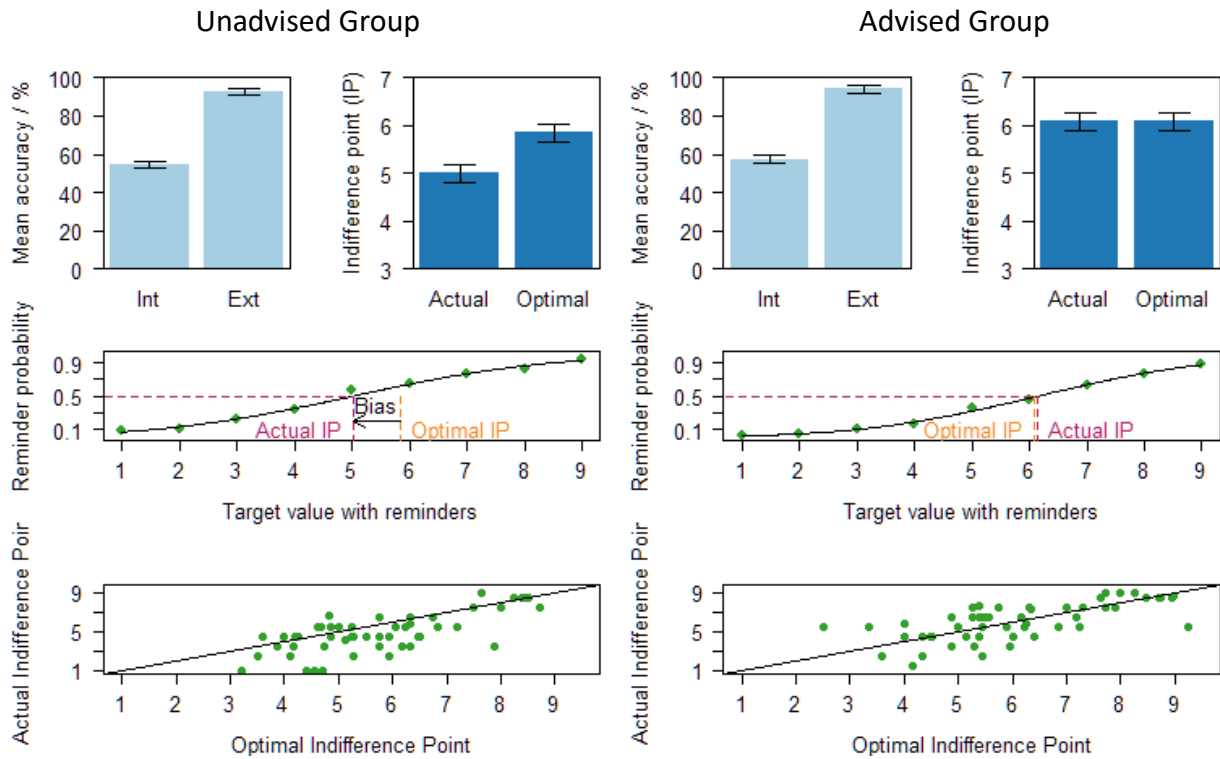 Unadvised Group
Mean accuracy / %
100
80
60
40
20
0
Int Ext
Indifference point (IP)
7
6
5
4
3
Actual Optimal
Reminder probability
0.9
0.5
0.1
Bias
Actual IP
Optimal IP
1 2 3 4 5 6 7 8 9
Target value with reminders
Actual Indifference Poir
9
5
1
1 2 3 4 5 6 7 8 9
Optimal Indifference Point
Advised Group
Mean accuracy / %
100
80
60
40
20
0
Int Ext
Indifference point (IP)
7
6
5
4
3
Actual Optimal
Reminder probability
0.9
0.5
0.1
Optimal IP
Actual IP
1 2 3 4 5 6 7 8 9
Target value with reminders
Actual Indifference Poir
9
5
1
1 2 3 4 5 6 7 8 9
Optimal Indifference Point